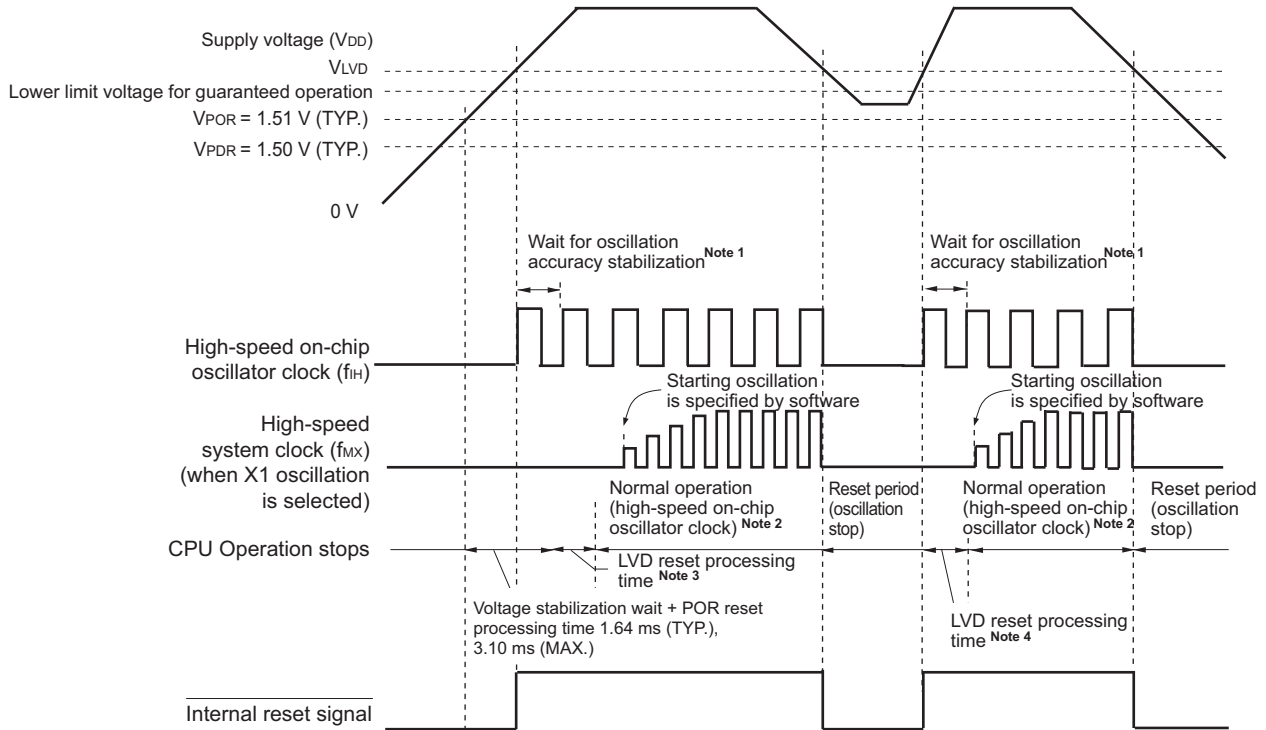 Supply voltage (VDD)
VLVD
Lower limit voltage for guaranteed operation
VPOR = 1.51 V (TYP.)
VPDR = 1.50 V (TYP.)
0 V
Wait for oscillation
accuracy stabilization Note 1
Wait for oscillation
accuracy stabilization Note 1
High-speed on-chip
oscillator clock (fIH)
Starting oscillation
is specified by software
Starting oscillation
is specified by software
High-speed
system clock (fMX)
(when X1 oscillation
is selected)
Normal operation
(high-speed on-chip
oscillator clock) Note 2
Reset period
(oscillation
stop)
Normal operation
(high-speed on-chip
oscillator clock) Note 2
Reset period
(oscillation
stop)
CPU Operation stops
LVD reset processing
time Note 3
Voltage stabilization wait + POR reset
processing time 1.64 ms (TYP.),
3.10 ms (MAX.)
LVD reset processing
time Note 4
Internal reset signal